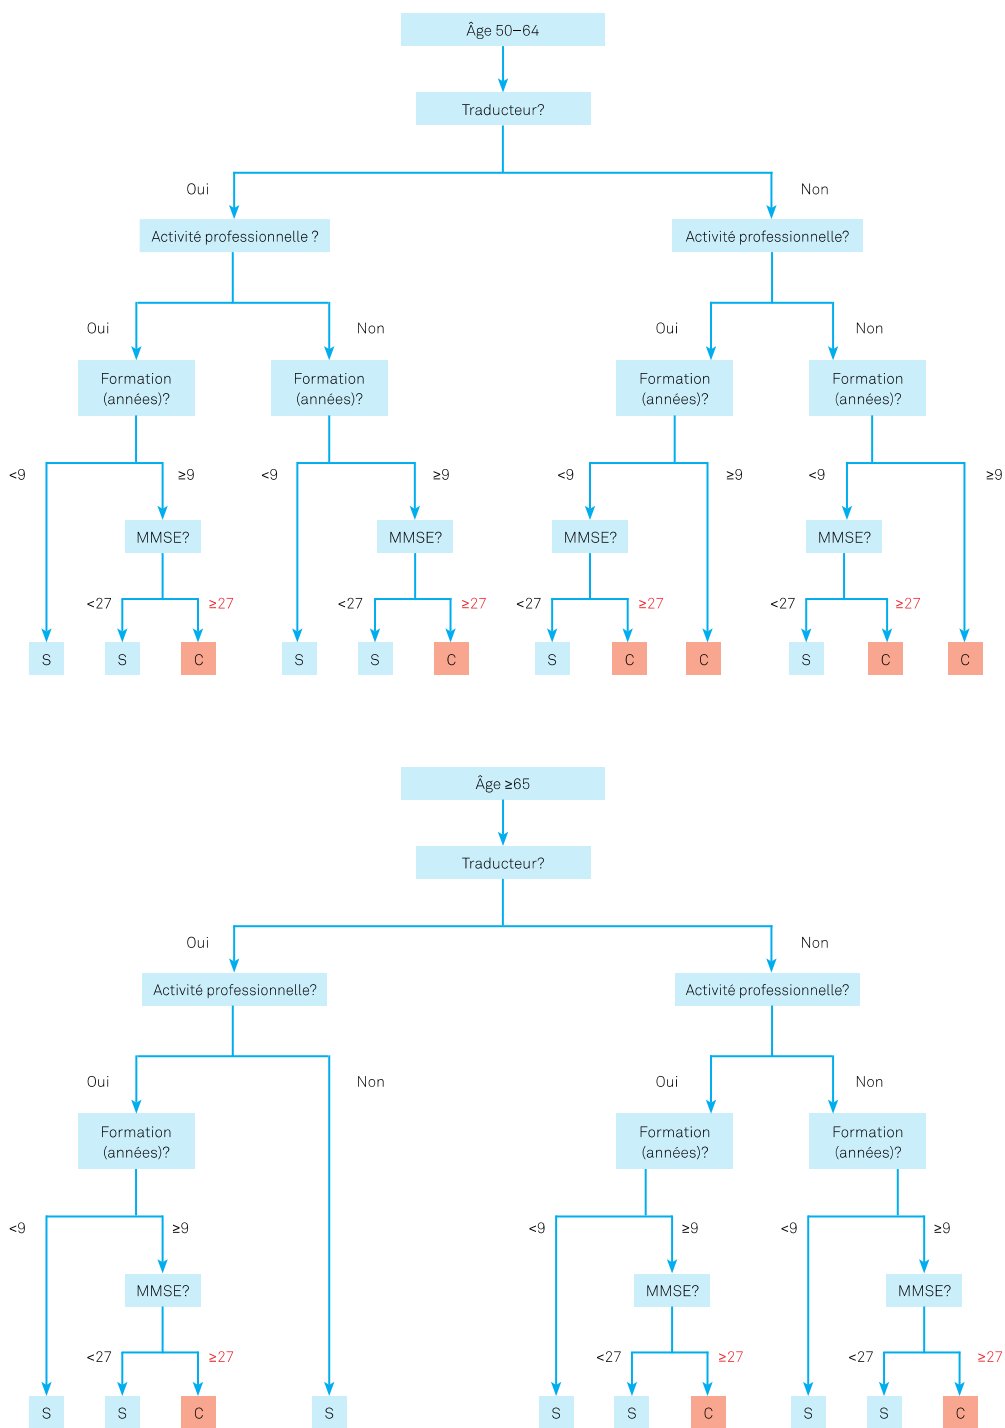 Âge 50–64
Traducteur?
Oui
Non
Activité professionnelle ?
Activité professionnelle?
Oui
Non
Oui
Non
Formation
(années)?
Formation
(années)?
Formation
(années)?
Formation
(années)?
<9
≥9
<9
≥9
<9
≥9
<9
≥9
MMSE?
MMSE?
MMSE?
MMSE?
<27
≥27
<27
≥27
<27
≥27
<27
≥27
S
S
C
S
S
C
S
C
C
S
C
C
Âge ≥65
Traducteur?
Oui
Non
Activité professionnelle?
Activité professionnelle?
Oui
Non
Oui
Non
Formation
(années)?
Formation
(années)?
Formation
(années)?
<9
≥9
<9
≥9
<9
≥9
MMSE?
MMSE?
MMSE?
<27
≥27
<27
≥27
<27
≥27
S
S
C
S
S
S
C
S
S
C